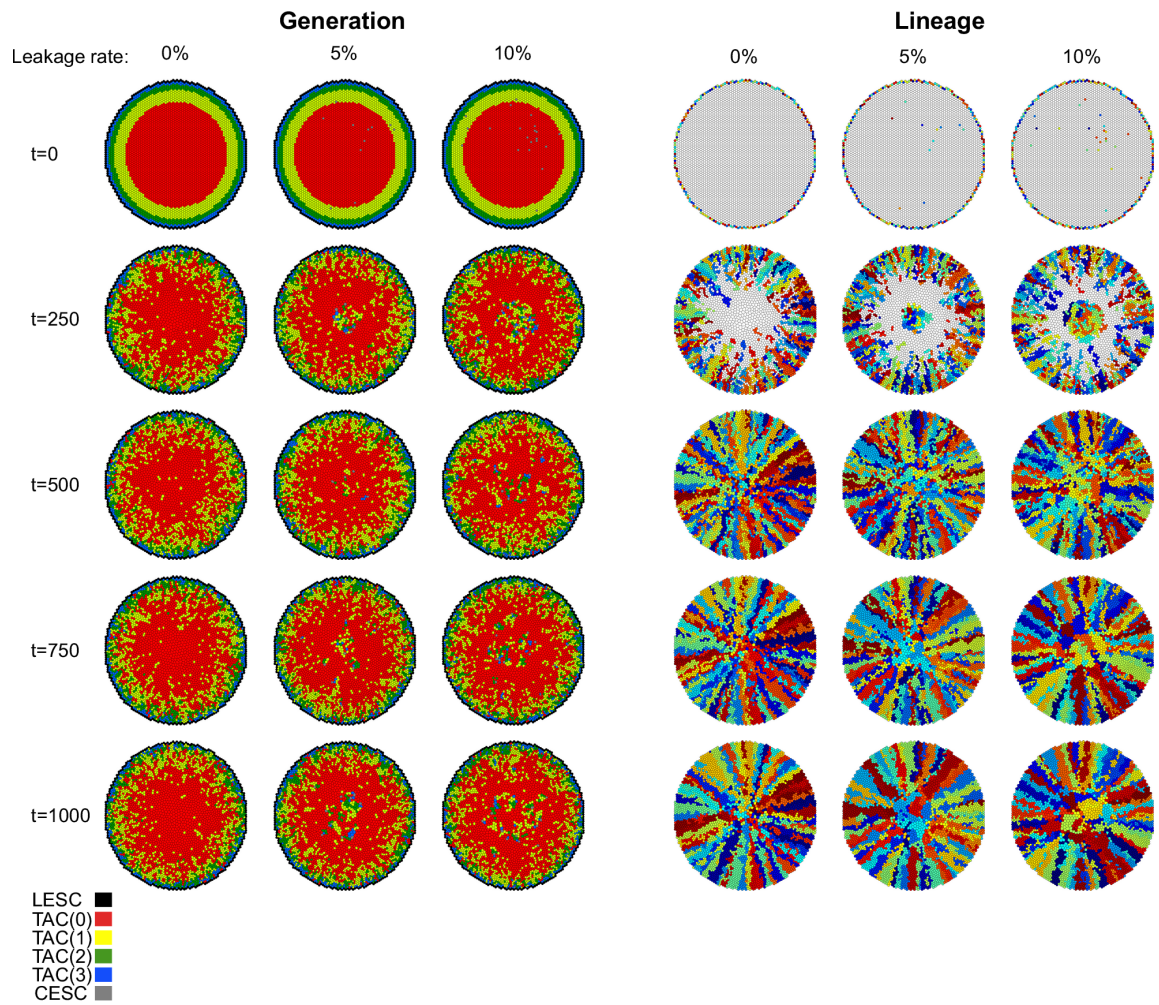 Generation Lineage
Leakage rate: 0% 5% 10% 0% 5% 10%
t=0
t=250
t=500
t=750
t=1000
LESC
TAC(0)
TAC(1)
TAC(2)
TAC(3)
CESC